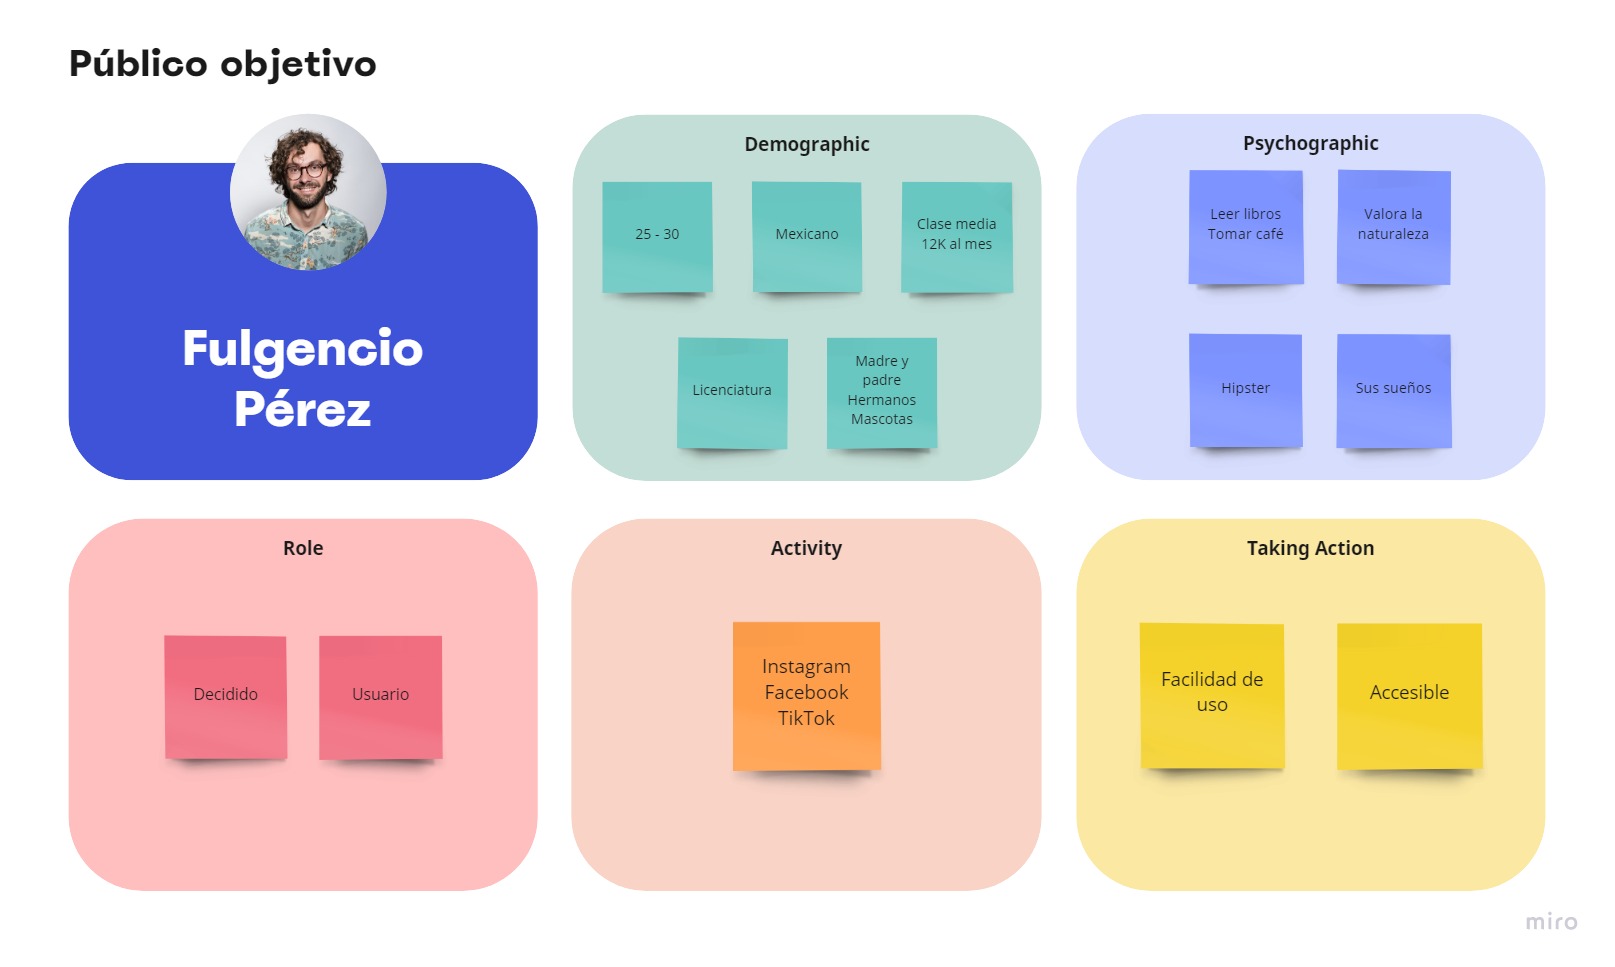 Público objetivo
Fulgencio
Pérez
Demographic
25 - 30
Mexicano
Clase media
12K al mes
Licenciatura
Madre y
padre
Hermanos
Mascotas
Psychographic
Leer libros
Tomar café
Valora la
naturaleza
Hipster
Sus sueños
Role
Decidido
Usuario
Activity
Instagram
Facebook
TikTok
Taking Action
Facilidad de
uso
Accesible
miro